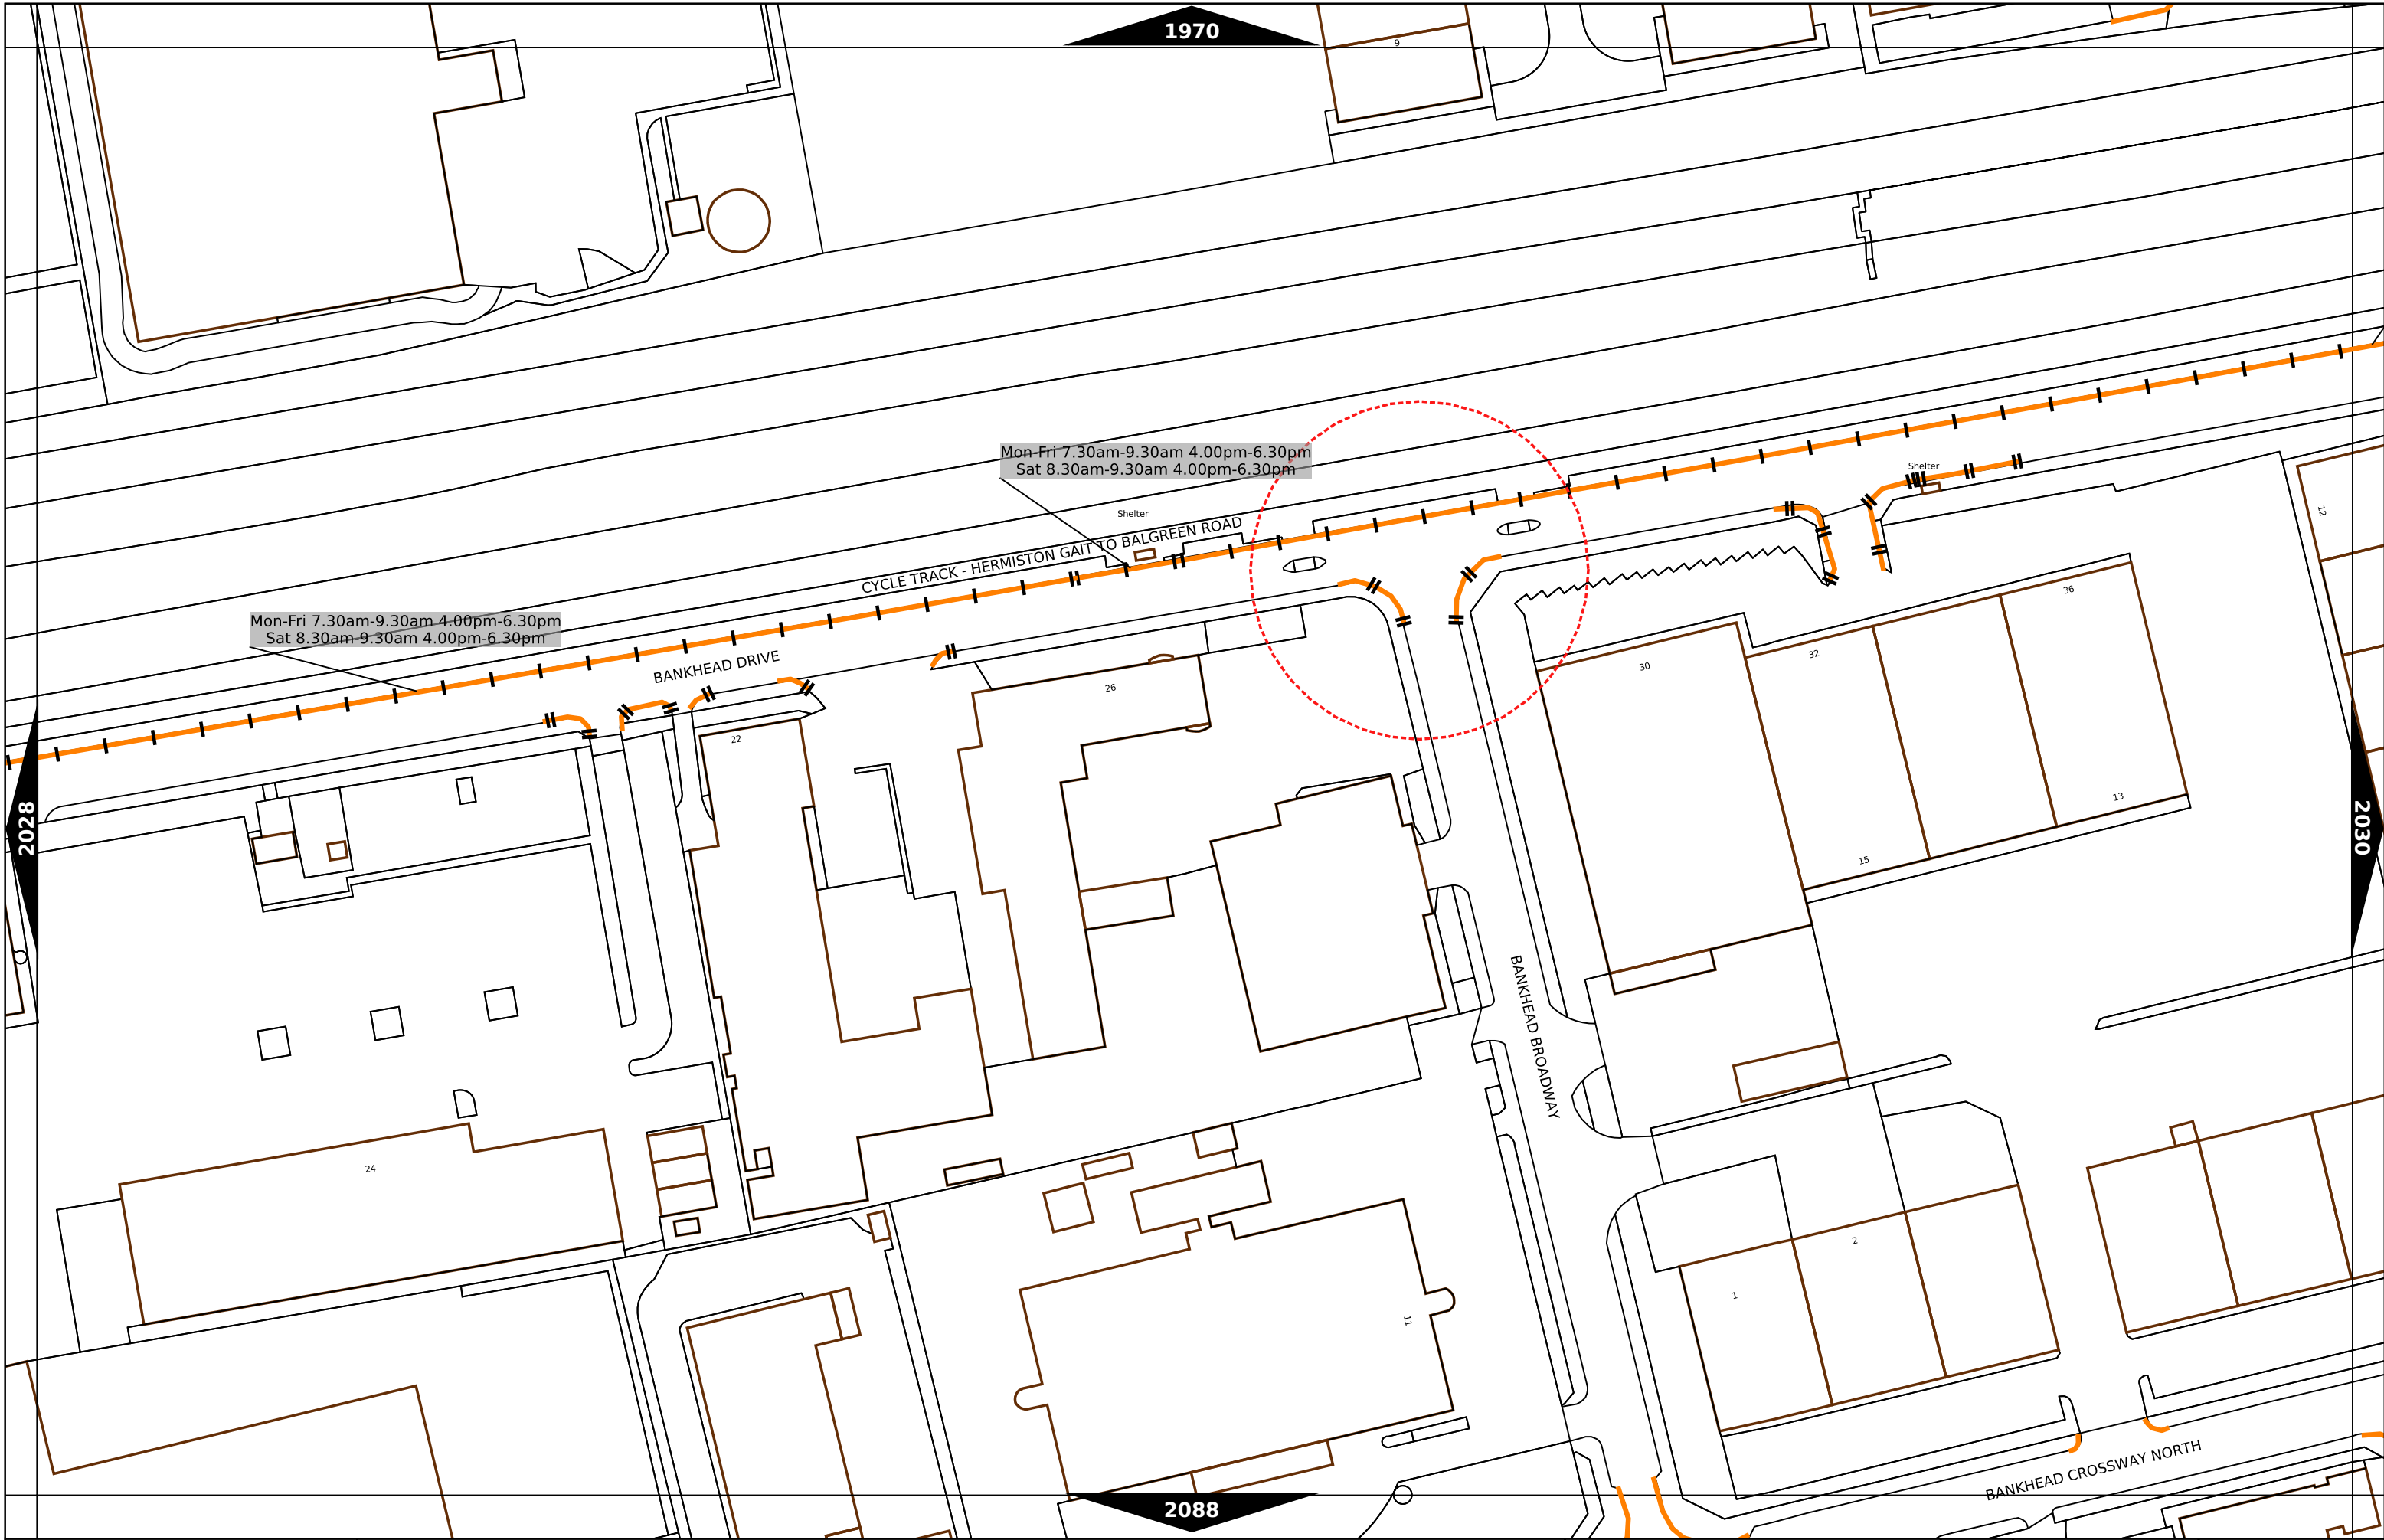 1970
9
Mon-Fri 7.30am-9.30am 4.00pm-6.30pm
Sat 8.30am-9.30am 4.00pm-6.30pm
Shelter
Shelter
12
CYCLE TRACK - HERMISTON GAIT TO BALGREEN ROAD
Mon-Fri 7.30am-9.30am 4.00pm-6.30pm
Sat 8.30am-9.30am 4.00pm-6.30pm
BANKHEAD DRIVE
36
32
30
26
22
13
15
2028
2030
BANKHEAD BROADWAY
24
2
1
11
BANKHEAD CROSSWAY NORTH
2088